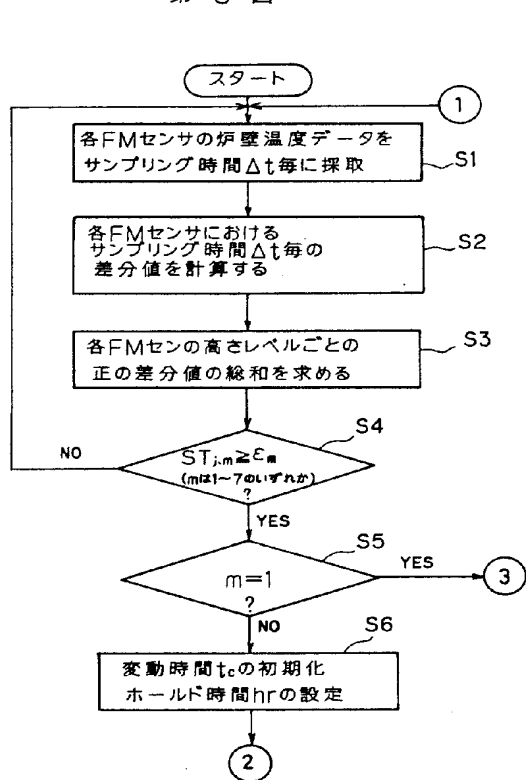 スタート
1
各FMセンサの炉壁温度データを
サンプリング時間Δt毎に採取
S1
各FMセンサにおける
サンプリング時間Δt毎の
差分値を計算する
S2
各FMセンの高さレベルごとの
正の差分値の総和を求める
S3
S4
NO
STj,m≧εm
(mは1~7のいずれか)
?
YES
S5
m=1
?
YES
3
NO
S6
変動時間tcの初期化
ホールド時間hrの設定
2